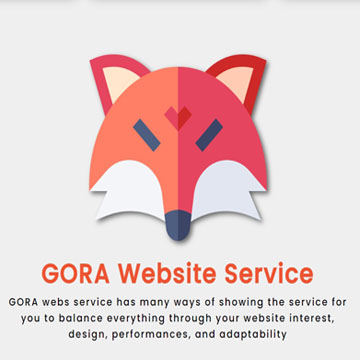 GORA Website Service
GORA webs service has many ways of showing the service for
you to balance everything through your website interest,
design, performances, and adaptability